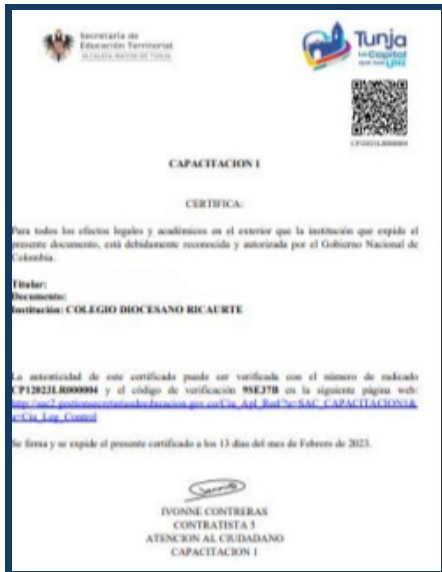 Secretaría de
Educación Territorial
ALCALDÍA MAYOR DE TUNJA
Tunja
La Capital
que nos
UNE
CP12023LR000004
CAPACITACION 1
CERTIFICA:
Para todos los efectos legales y académicos en el exterior que la institución que expide el
presente documento, está debidamente reconocida y autorizada por el Gobierno Nacional de
Colombia.
Titular:
Documento:
Institución: COLEGIO DIOCESANO RICAURTE
La autenticidad de este certificado puede ser verificada con el número de radicado
CP12023LR000004 y el código de verificación 9SE37B en la siguiente página web:
Se firma y se expide el presente certificado a los 13 días del mes de Febrero de 2023.
IVONNE CONTRERAS
CONTRATISTA 5
ATENCION AL CIUDADANO
CAPACITACION 1